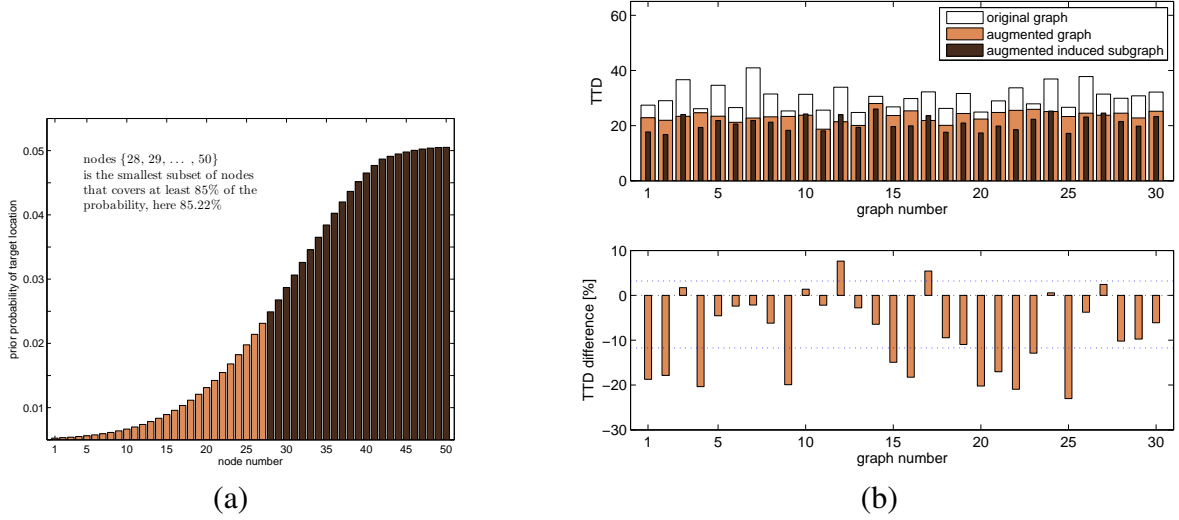 prior probability of target location
0.05
0.04
0.03
0.02
0.01
nodes {28, 29, … , 50}
is the smallest subset of nodes
that covers at least 85% of the
probability, here 85.22%
1 5 10 15 20 25 30 35 40 45 50
node number
(a)
TTD
60
40
20
0
original graph
augmented graph
augmented induced subgraph
1 5 10 15 20 25 30
graph number
TTD difference [%]
10
0
−10
−20
−30
1 5 10 15 20 25 30
graph number
(b)